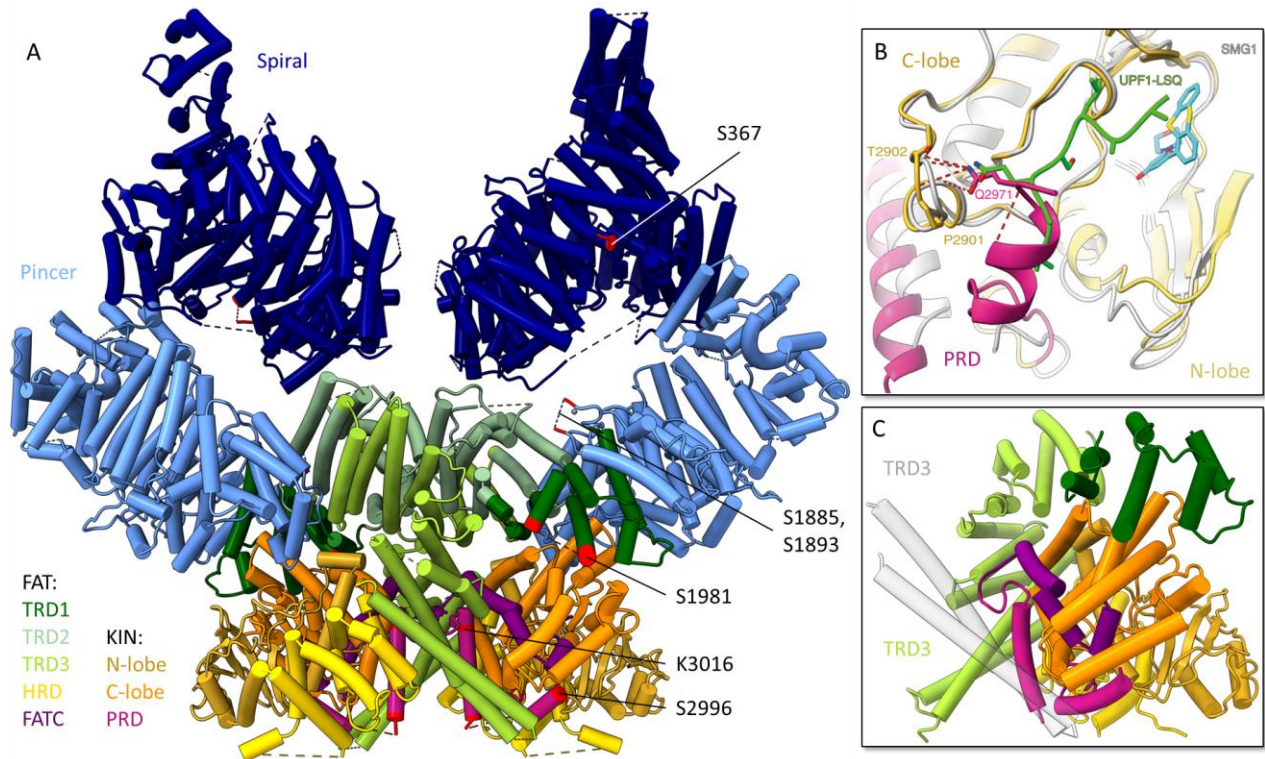 A
Spiral
S367
Pincer
S1885,
S1893
S1981
K3016
S2996
FAT:
TRD1
TRD2
TRD3
HRD
FATC
KIN:
N-lobe
C-lobe
PRD
B
C-lobe
SMG1
UPF1-LSQ
T2902
Q2971
P2901
PRD
N-lobe
C
TRD3
TRD3